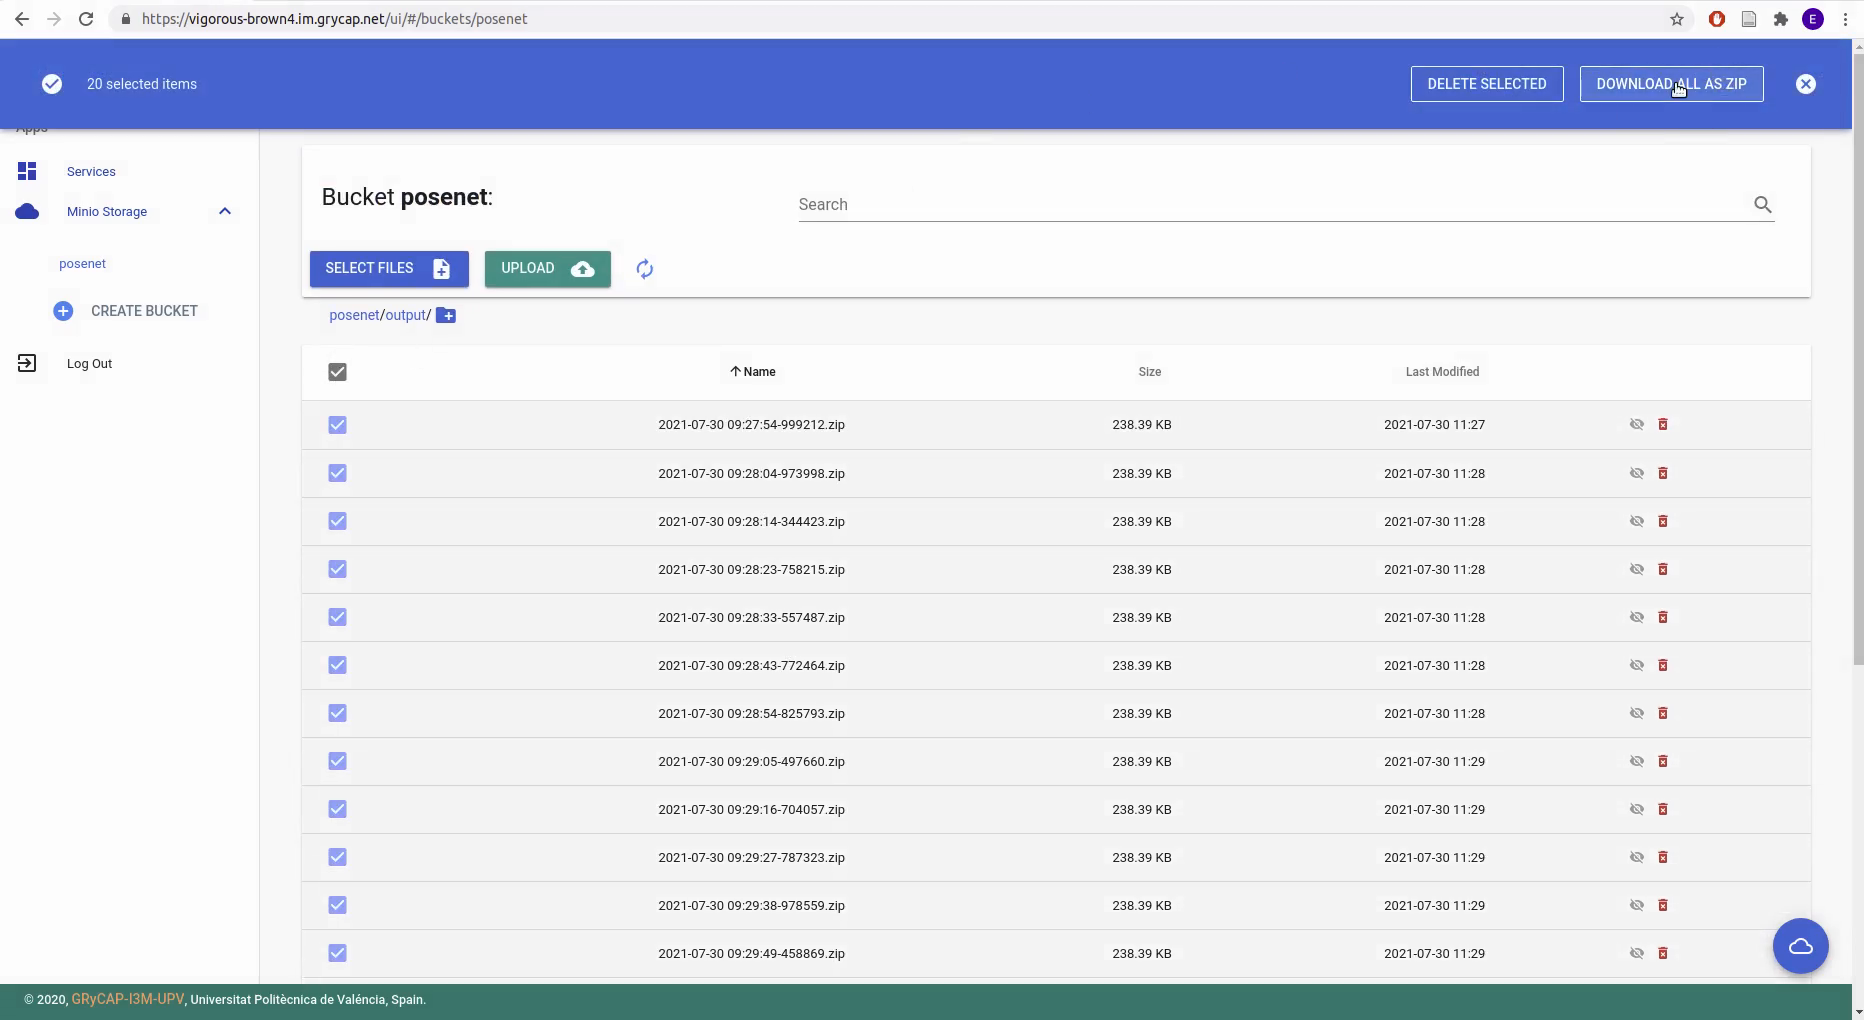 https://vigorous-brown4.im.grycap.net/ui/#/buckets/posenet
E
20 selected items
DELETE SELECTED
DOWNLOAD ALL AS ZIP
Apps
Services
Minio Storage
posenet
CREATE BUCKET
Log Out
Bucket posenet:
Search
SELECT FILES
UPLOAD
posenet/output/
Name Size Last Modified
2021-07-30 09:27:54-999212.zip 238.39 KB 2021-07-30 11:27
2021-07-30 09:28:04-973998.zip 238.39 KB 2021-07-30 11:28
2021-07-30 09:28:14-344423.zip 238.39 KB 2021-07-30 11:28
2021-07-30 09:28:23-758215.zip 238.39 KB 2021-07-30 11:28
2021-07-30 09:28:33-557487.zip 238.39 KB 2021-07-30 11:28
2021-07-30 09:28:43-772464.zip 238.39 KB 2021-07-30 11:28
2021-07-30 09:28:54-825793.zip 238.39 KB 2021-07-30 11:28
2021-07-30 09:29:05-497660.zip 238.39 KB 2021-07-30 11:29
2021-07-30 09:29:16-704057.zip 238.39 KB 2021-07-30 11:29
2021-07-30 09:29:27-787323.zip 238.39 KB 2021-07-30 11:29
2021-07-30 09:29:38-978559.zip 238.39 KB 2021-07-30 11:29
2021-07-30 09:29:49-458869.zip 238.39 KB 2021-07-30 11:29
© 2020, GRyCAP-I3M-UPV, Universitat Politècnica de Valéncia, Spain.